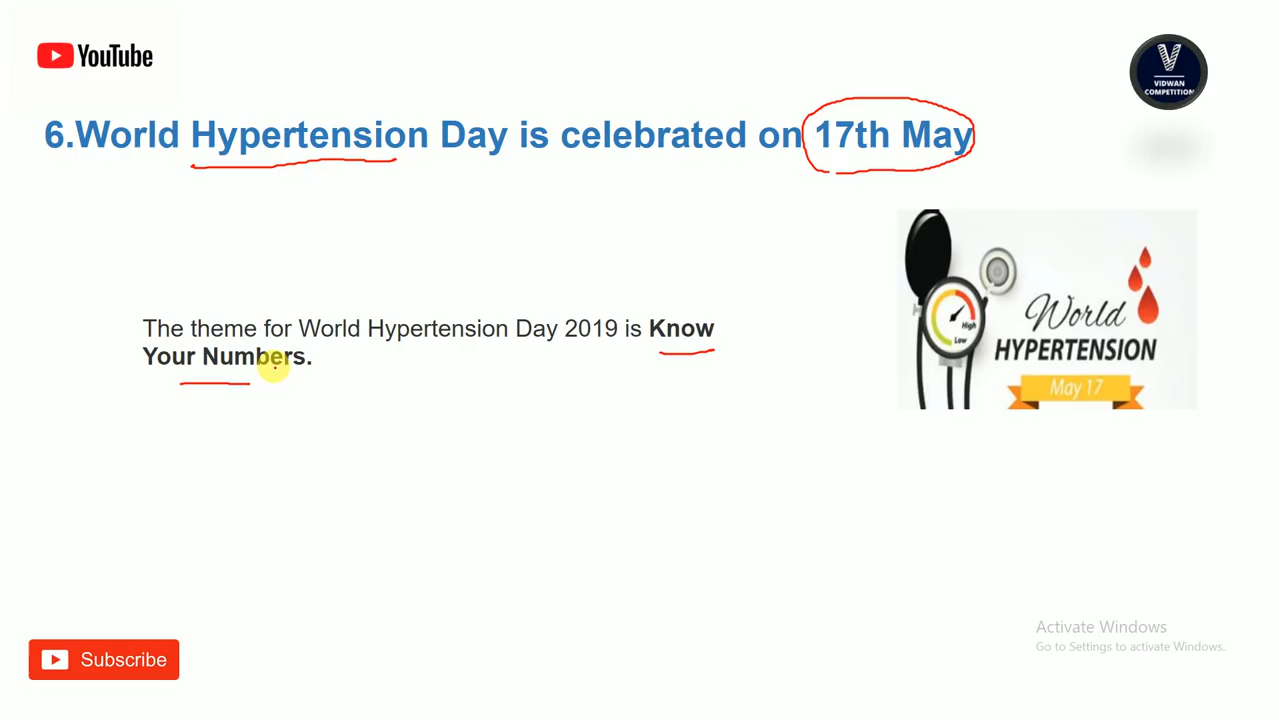 YouTube
VIDWAN
COMPETITION
6.World Hypertension Day is celebrated on 17th May
High
Low
World
HYPERTENSION
May 17
The theme for World Hypertension Day 2019 is Know
Your Numbers.
Activate Windows
Go to Settings to activate Windows.
Subscribe